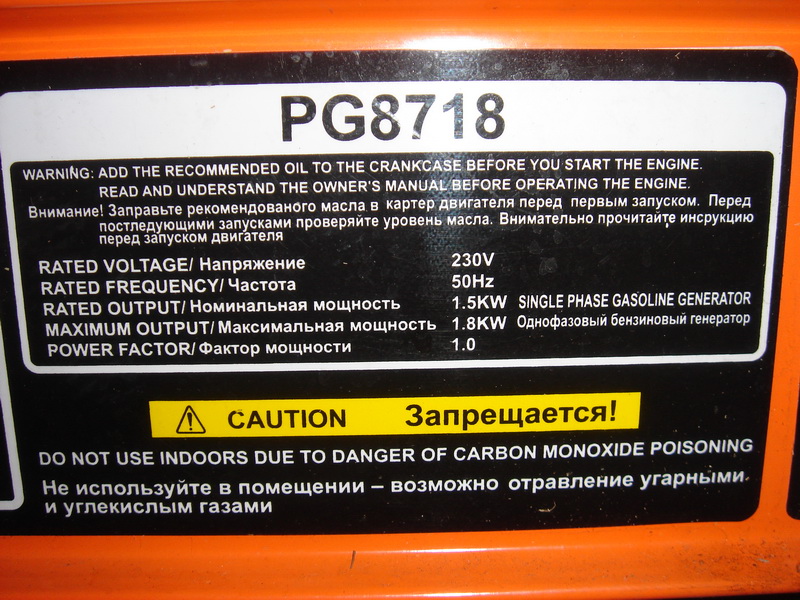 PG8718
WARNING: ADD THE RECOMMENDED OIL TO THE CRANKCASE BEFORE YOU START THE ENGINE.
READ AND UNDERSTAND THE OWNER'S MANUAL BEFORE OPERATING THE ENGINE.
Внимание! Заправьте рекомендованого масла в картер двигателя перед первым запуском. Перед
последующими запусками проверяйте уровень масла. Внимательно прочитайте инсрукцию
перед запуском двигателя
RATED VOLTAGE/ Напряжение 230V
RATED FREQUENCY/ Частота 50Hz
RATED OUTPUT/ Номинальная мощность 1.5KW SINGLE PHASE GASOLINE GENERATOR
MAXIMUM OUTPUT/ Максимальная мощность 1.8KW Однофазовый бензиновый генератор
POWER FACTOR/ Фактор мощности 1.0
CAUTION Запрещается!
DO NOT USE INDOORS DUE TO DANGER OF CARBON MONOXIDE POISONING
Не используйте в помещении – возможно отравление угарными
и углекислым газами